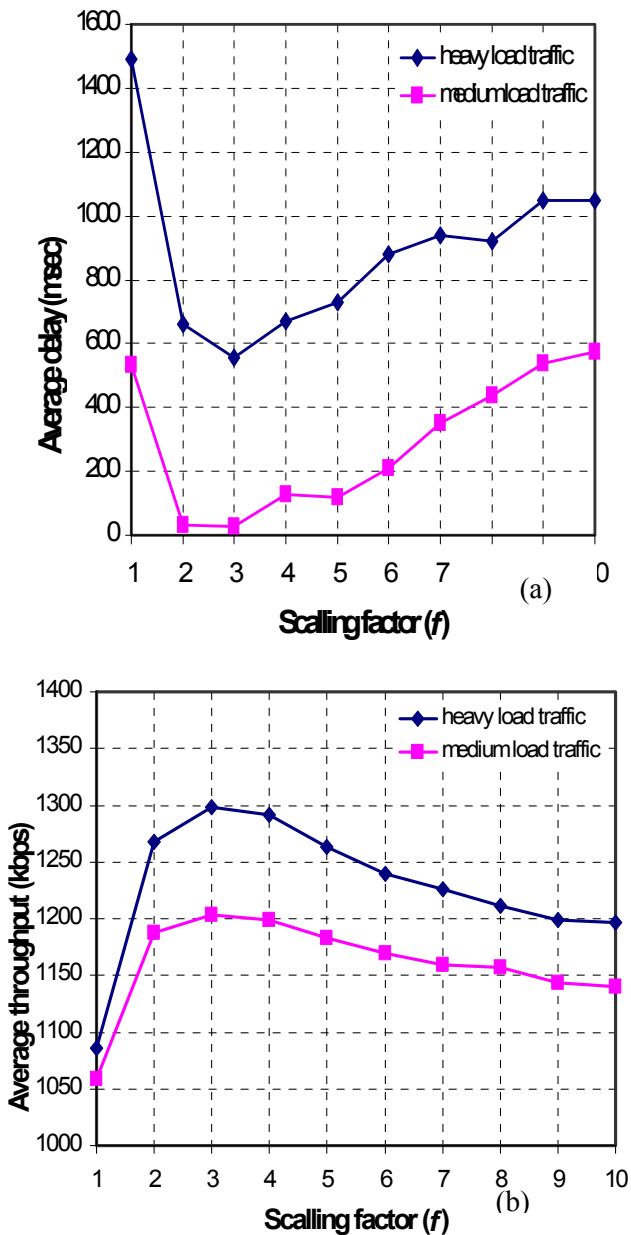 1600
1400
1200
1000
800
600
400
200
0
Average delay (msec)
heavy load traffic
medium load traffic
1 2 3 4 5 6 7 0
(a)
Scalling factor (f)
1400
1350
1300
1250
1200
1150
1100
1050
1000
Average throughput (kbps)
heavy load traffic
medium load traffic
1 2 3 4 5 6 7 8 9 10
(b)
Scalling factor (f)